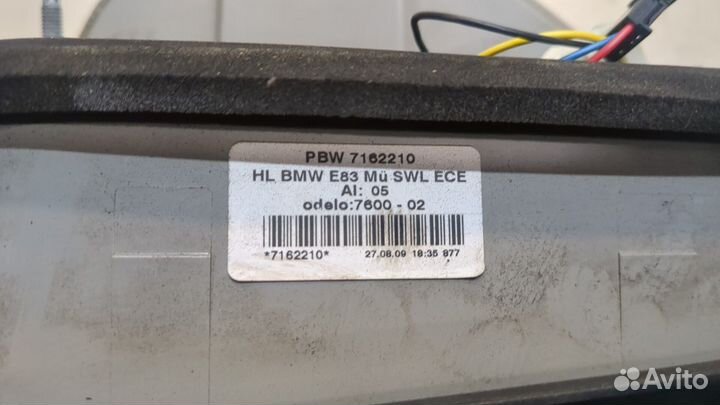 PBW 7162210
HL BMW E83 Mü SWL ECE
AI: 05
odelo:7600 - 02
*7162210* 27.08.09 18:35 877
Avito